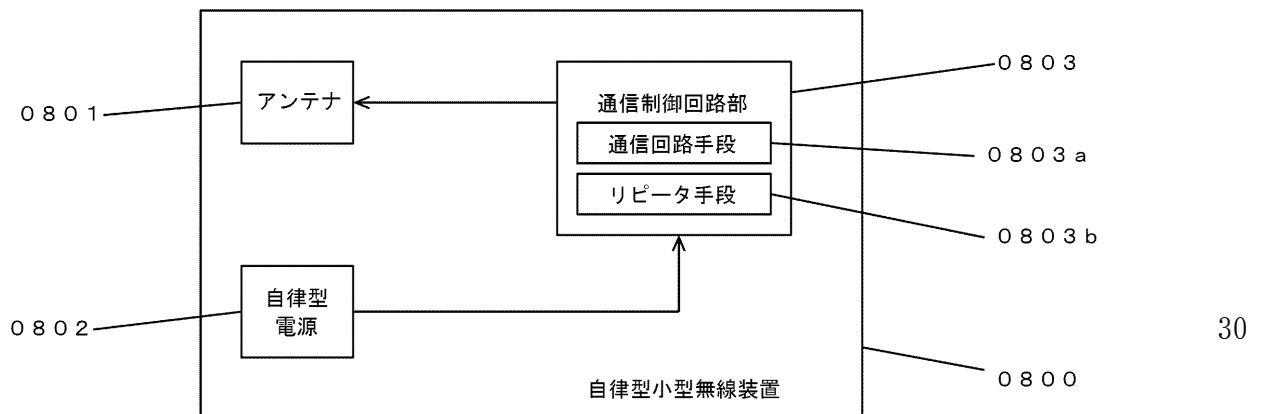 ０８０３
アンテナ
通信制御回路部
０８０１
通信回路手段
０８０３ａ
リピータ手段
０８０３ｂ
自律型
電源
０８０２
30
０８００
自律型小型無線装置